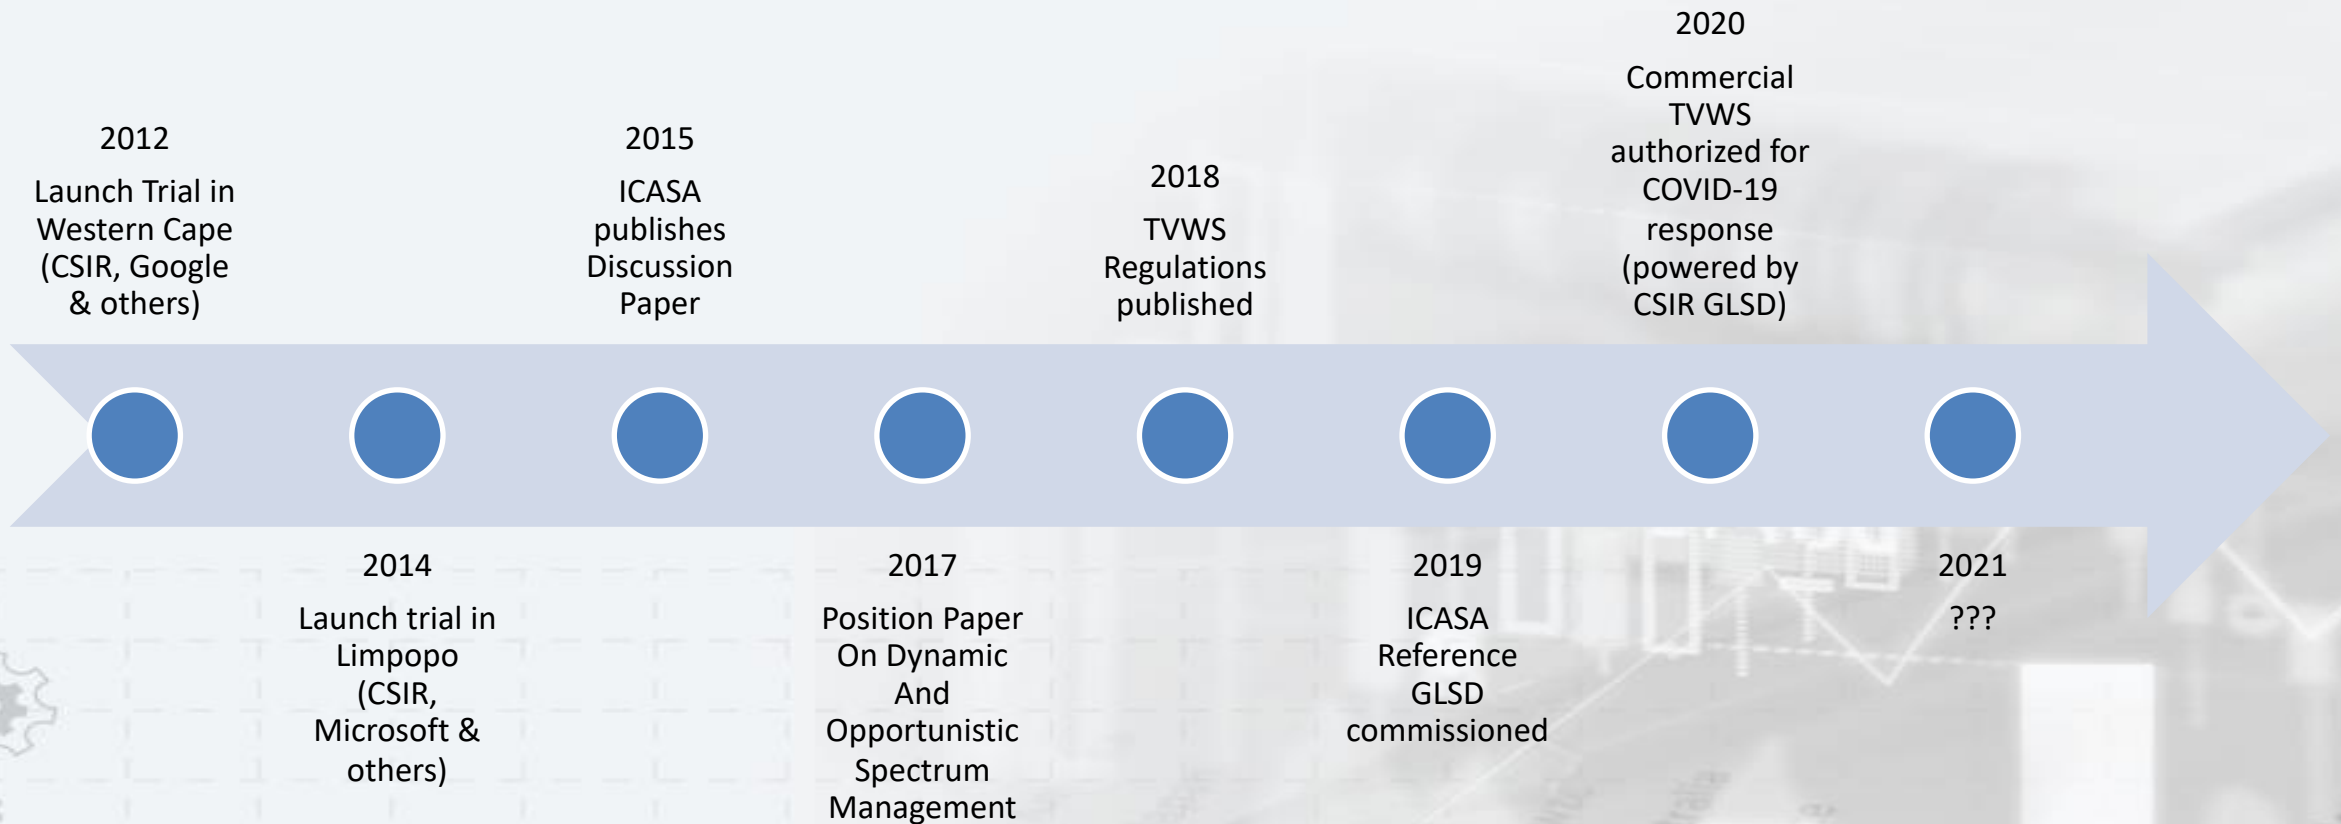 2012
Launch Trial in
Western Cape
(CSIR, Google
& others)
2014
Launch trial in
Limpopo
(CSIR,
Microsoft &
others)
2015
ICASA
publishes
Discussion
Paper
2017
Position Paper
On Dynamic
And
Opportunistic
Spectrum
Management
2018
TVWS
Regulations
published
2019
ICASA
Reference
GLSD
commissioned
2020
Commercial
TVWS
authorized for
COVID-19
response
(powered by
CSIR GLSD)
2021
???